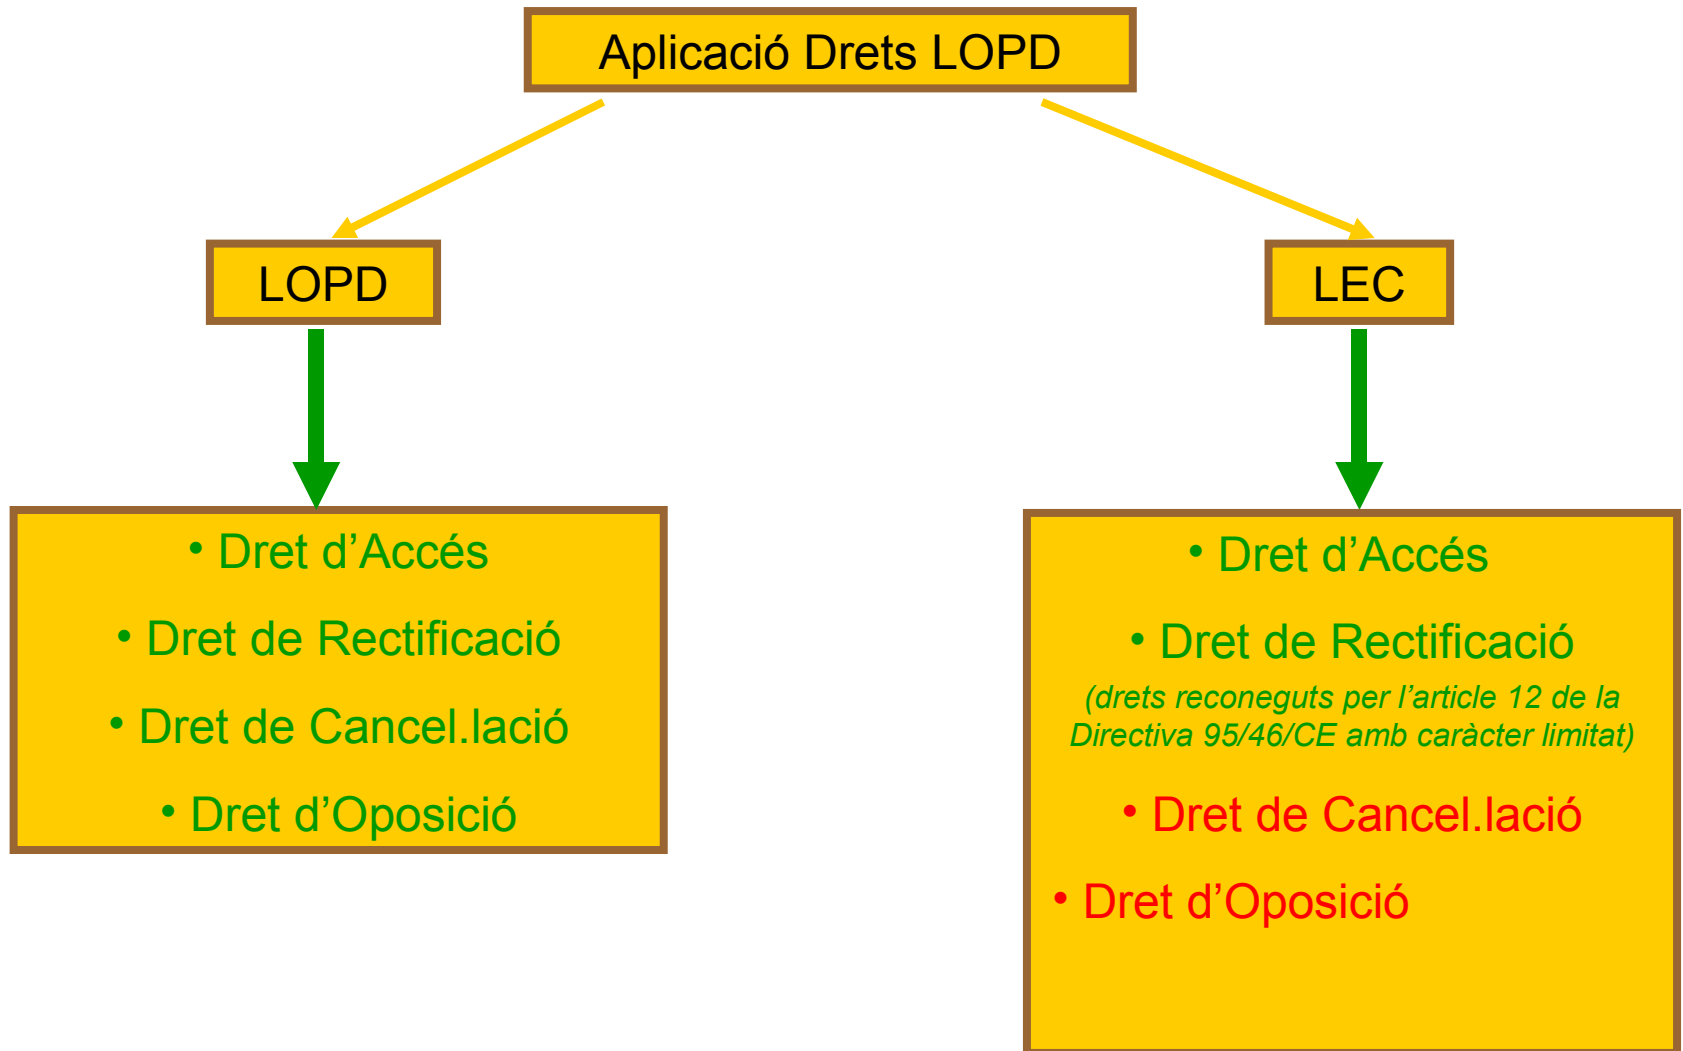 Aplicació Drets LOPD
LOPD
LEC
• Dret d’Accés
• Dret de Rectificació
• Dret de Cancel.lació
• Dret d’Oposició
• Dret d’Accés
• Dret de Rectificació
(drets reconeguts per l’article 12 de la
Directiva 95/46/CE amb caràcter limitat)
• Dret de Cancel.lació
• Dret d’Oposició